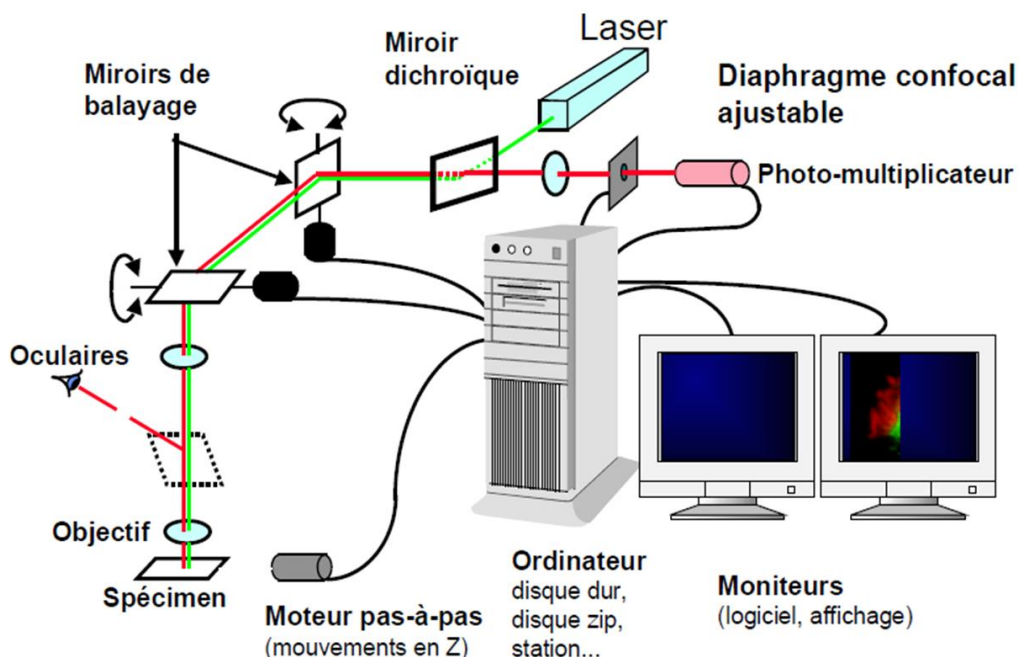 Laser
Miroir
dichroïque
Miroirs de
balayage
Diaphragme confocal
ajustable
Photo-multiplicateur
Oculaires
Objectif
Spécimen
Moteur pas-à-pas
(mouvements en Z)
Ordinateur
disque dur,
disque zip,
station...
Moniteurs
(logiciel, affichage)